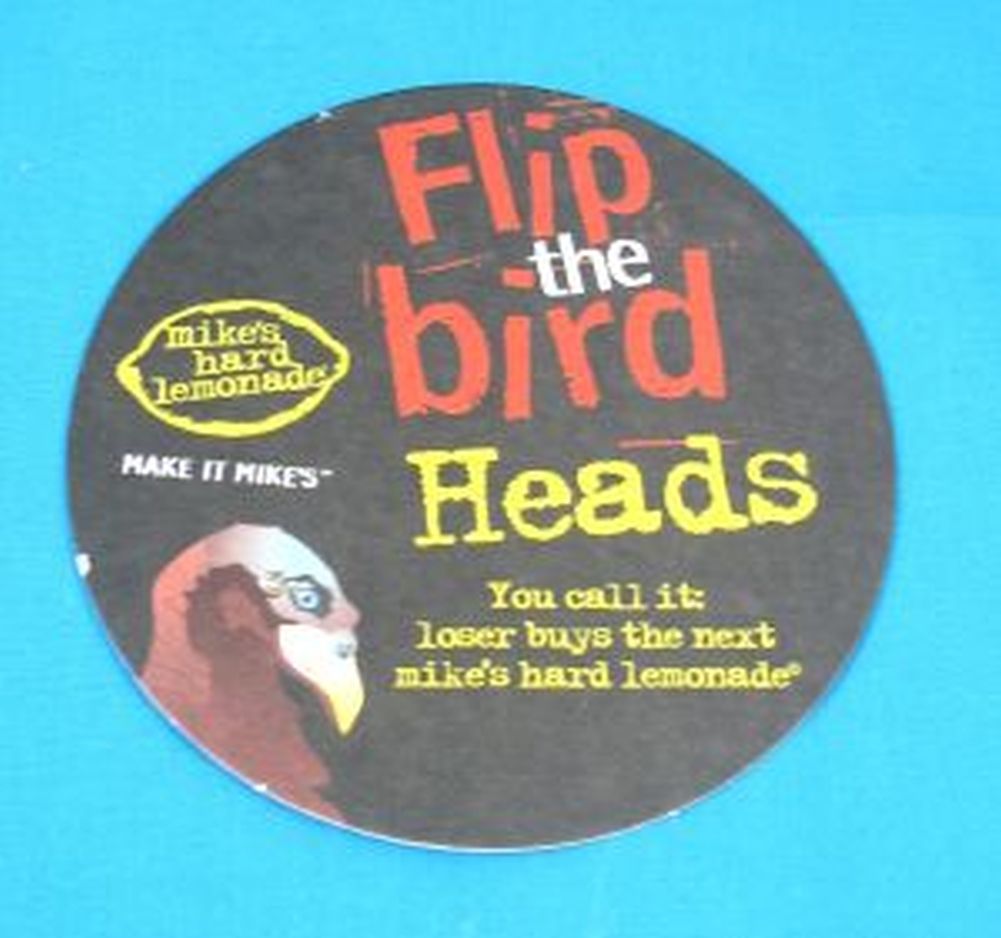 Flip
the
bird
Heads
mike's
hard
lemonade
MAKE IT MIKE'S™
You call it:
loser buys the next
mike's hard lemonade®